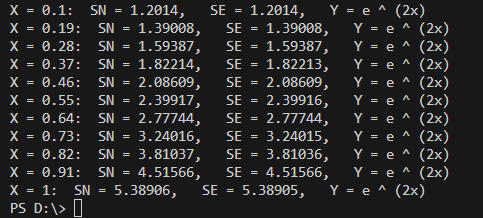 X = 0.1:  SN = 1.2014,   SE = 1.2014,   Y = e ^ (2x)
X = 0.19:  SN = 1.39008,   SE = 1.39087,   Y = e ^ (2x)
X = 0.28:  SN = 1.59387,   SE = 1.59387,   Y = e ^ (2x)
X = 0.37:  SN = 1.82214,   SE = 1.82213,   Y = e ^ (2x)
X = 0.46:  SN = 2.08609,   SE = 2.08609,   Y = e ^ (2x)
X = 0.55:  SN = 2.39917,   SE = 2.39916,   Y = e ^ (2x)
X = 0.64:  SN = 2.77744,   SE = 2.77744,   Y = e ^ (2x)
X = 0.73:  SN = 3.24016,   SE = 3.24015,   Y = e ^ (2x)
X = 0.82:  SN = 3.81037,   SE = 3.81036,   Y = e ^ (2x)
X = 0.91:  SN = 4.51566,   SE = 4.51566,   Y = e ^ (2x)
X = 1:  SN = 5.38906,   SE = 5.38905,   Y = e ^ (2x)
PS D:\>